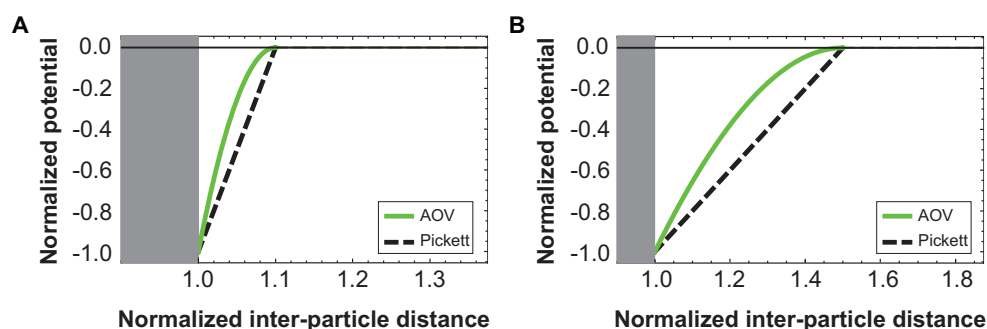 A
Normalized potential
0.0
-0.2
-0.4
-0.6
-0.8
-1.0
AOV
Pickett
1.0 1.1 1.2 1.3
Normalized inter-particle distance
B
Normalized potential
0.0
-0.2
-0.4
-0.6
-0.8
-1.0
AOV
Pickett
1.0 1.2 1.4 1.6 1.8
Normalized inter-particle distance